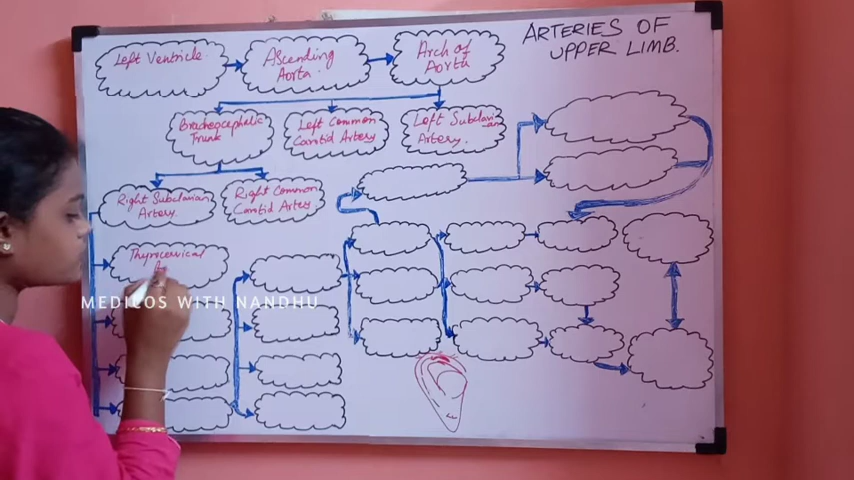 ARTERIES OF
UPPER LIMB.
Left Ventricle
Ascending
Aorta
Arch of
Aorta
Bracheocephalic
Trunk
Left Common
Carotid Artery
Left Subclavian
Artery.
Right Subclavian
Artery
Right Common
Carotid Artery
Thyrocervical
MEDICOS WITH NANDHU